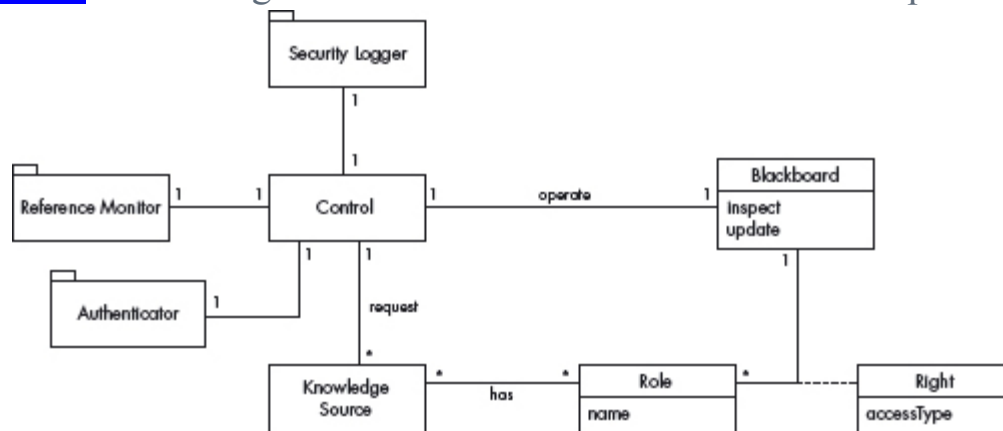 Security Logger
1
1
Reference Monitor
1
1
Control
1
operate
1
Blackboard
inspect
update
1
1
1
Authenticator
1
request
*
Knowledge
Source
*
has
*
Role
name
*
Right
accessType